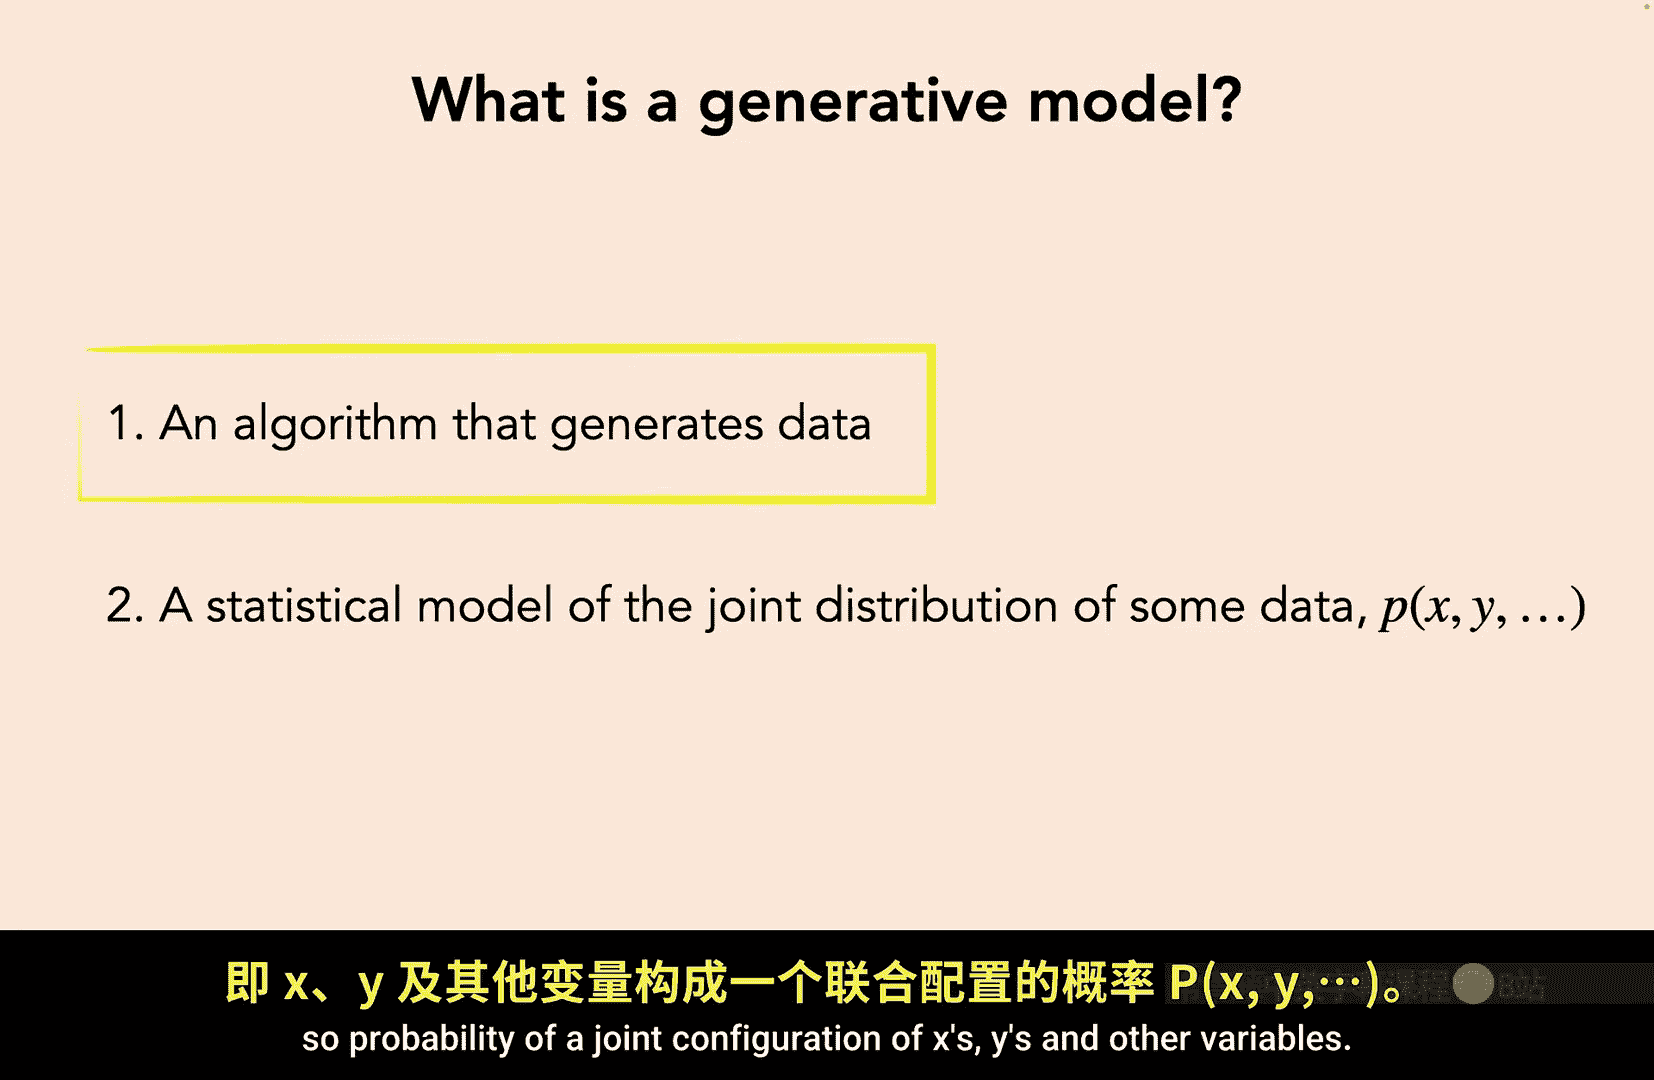 What is a generative model?
1. An algorithm that generates data
2. A statistical model of the joint distribution of some data, p(x, y, …)
即 x、y 及其他变量构成一个联合配置的概率 P(x, y,…)。
so probability of a joint configuration of x's, y's and other variables.